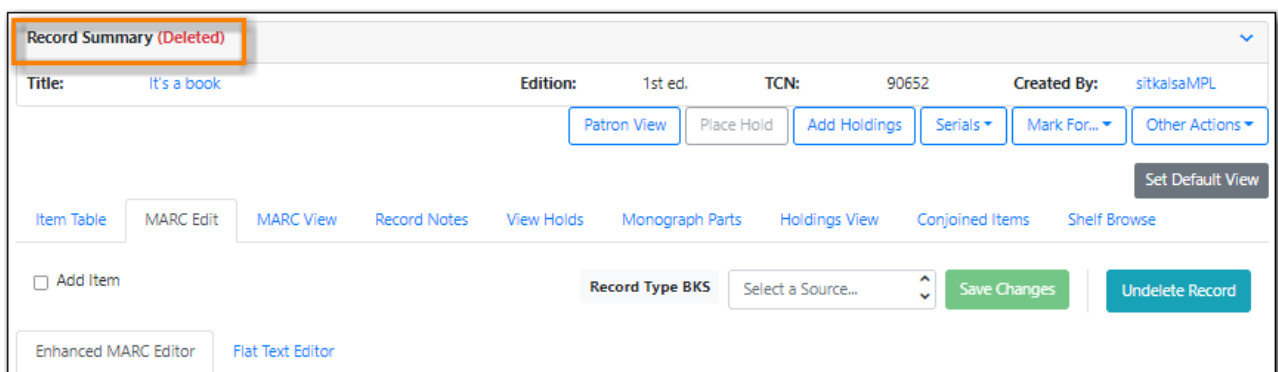 Record Summary (Deleted)
Title: It's a book Edition: 1st ed. TCN: 90652 Created By: sitkalsaMPL
Patron View Place Hold Add Holdings Serials Mark For... Other Actions
Set Default View
Item Table MARC Edit MARC View Record Notes View Holds Monograph Parts Holdings View Conjoined Items Shelf Browse
Add Item Record Type BKS Select a Source... Save Changes Undelete Record
Enhanced MARC Editor Flat Text Editor